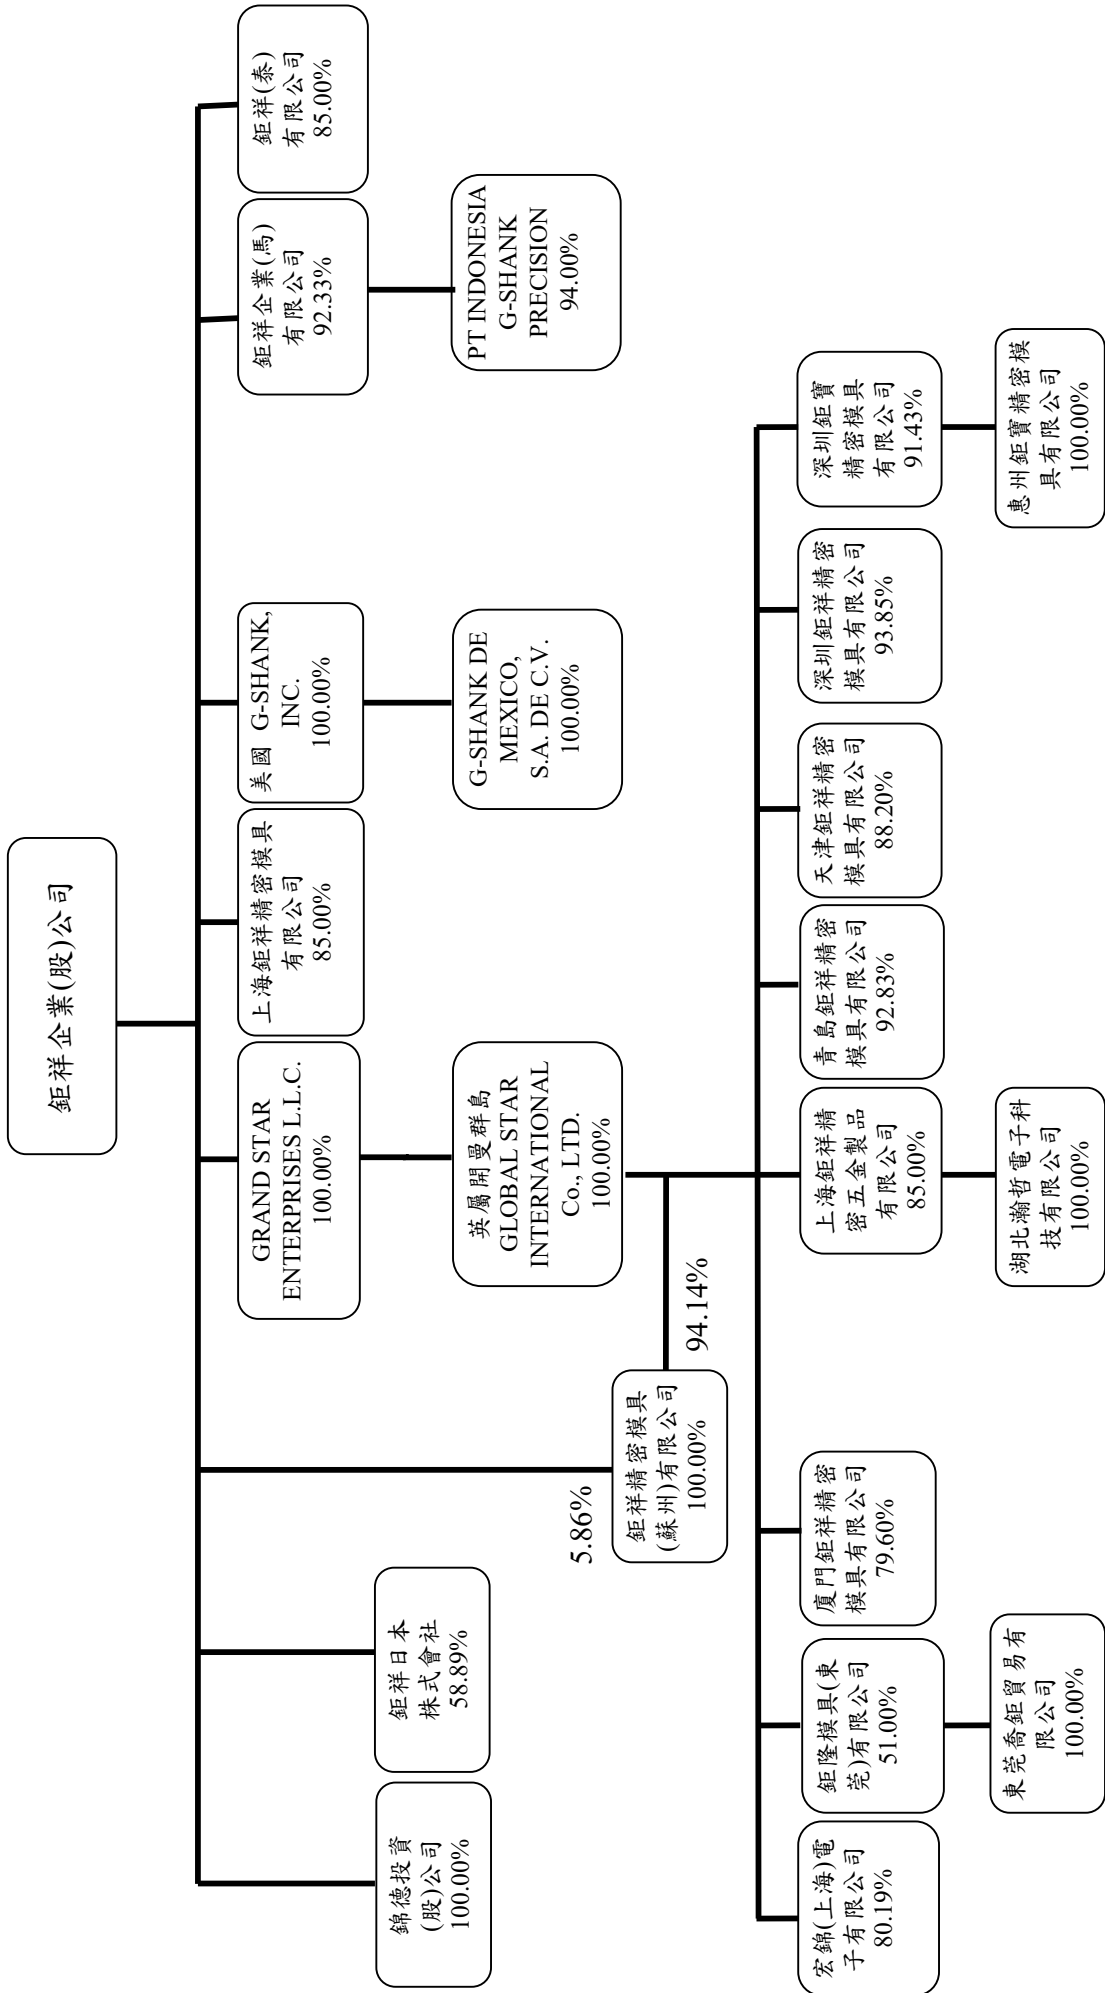 鉅祥企業(股)公司
錦德投資
(股)公司
100.00%
鉅祥日本
株式會社
58.89%
5.86%
鉅祥精密模具
(蘇州)有限公司
100.00%
94.14%
GRAND STAR
ENTERPRISES L.L.C.
100.00%
英屬開曼群島
GLOBAL STAR
INTERNATIONAL
Co., LTD.
100.00%
上海鉅祥精密模具
有限公司
85.00%
美國 G-SHANK,
INC.
100.00%
G-SHANK DE
MEXICO,
S.A. DE C.V.
100.00%
鉅祥企業(馬)
有限公司
92.33%
PT INDONESIA
G-SHANK
PRECISION
94.00%
鉅祥(泰)
有限公司
85.00%
宏錦(上海)電
子有限公司
80.19%
鉅隆模具(東
莞)有限公司
51.00%
東莞喬鉅貿易有
限公司
100.00%
廈門鉅祥精密
模具有限公司
79.60%
上海鉅祥精
密五金製品
有限公司
85.00%
湖北瀚哲電子科
技有限公司
100.00%
青島鉅祥精密
模具有限公司
92.83%
天津鉅祥精密
模具有限公司
88.20%
深圳鉅祥精密
模具有限公司
93.85%
深圳鉅寶
精密模具
有限公司
91.43%
惠州鉅寶精密模
具有限公司
100.00%